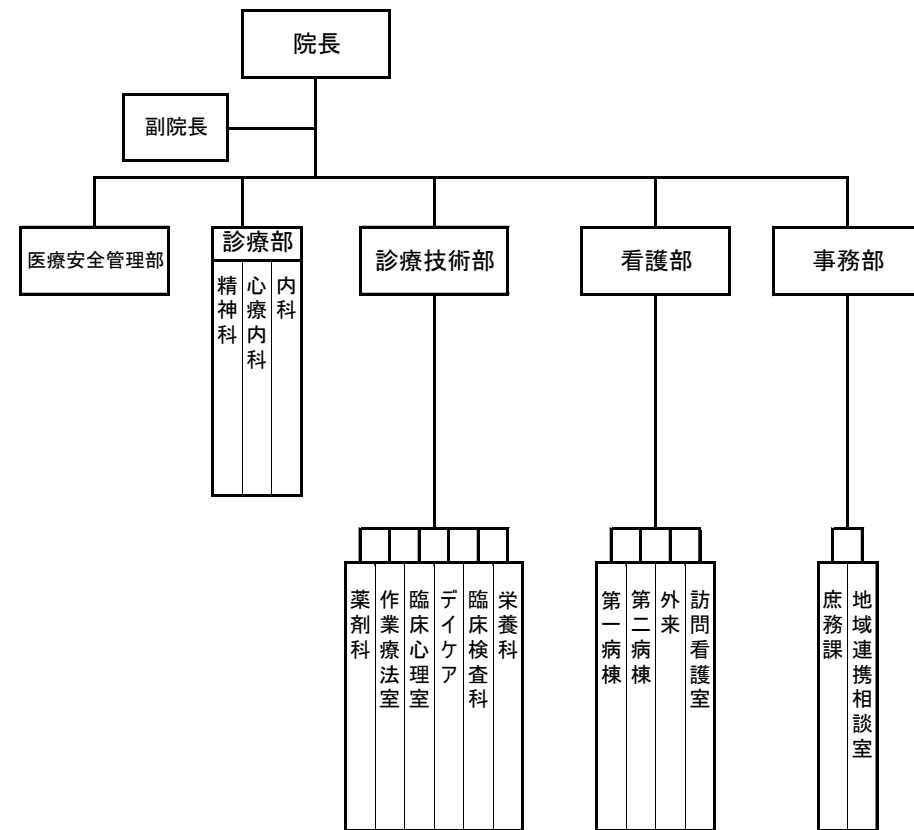 院長
副院長
医療安全管理部
診療部
精神科
心療内科
内科
診療技術部
看護部
事務部
薬剤科
作業療法室
臨床心理室
デイケア
臨床検査科
栄養科
第一病棟
第二病棟
外来
訪問看護室
庶務課
地域連携相談室